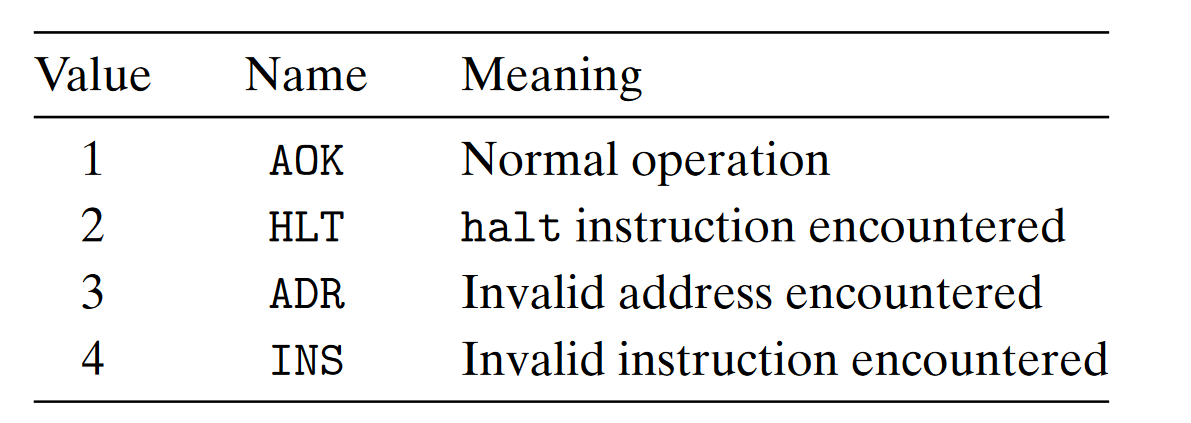 Value Name Meaning
1 AOK Normal operation
2 HLT halt instruction encountered
3 ADR Invalid address encountered
4 INS Invalid instruction encountered